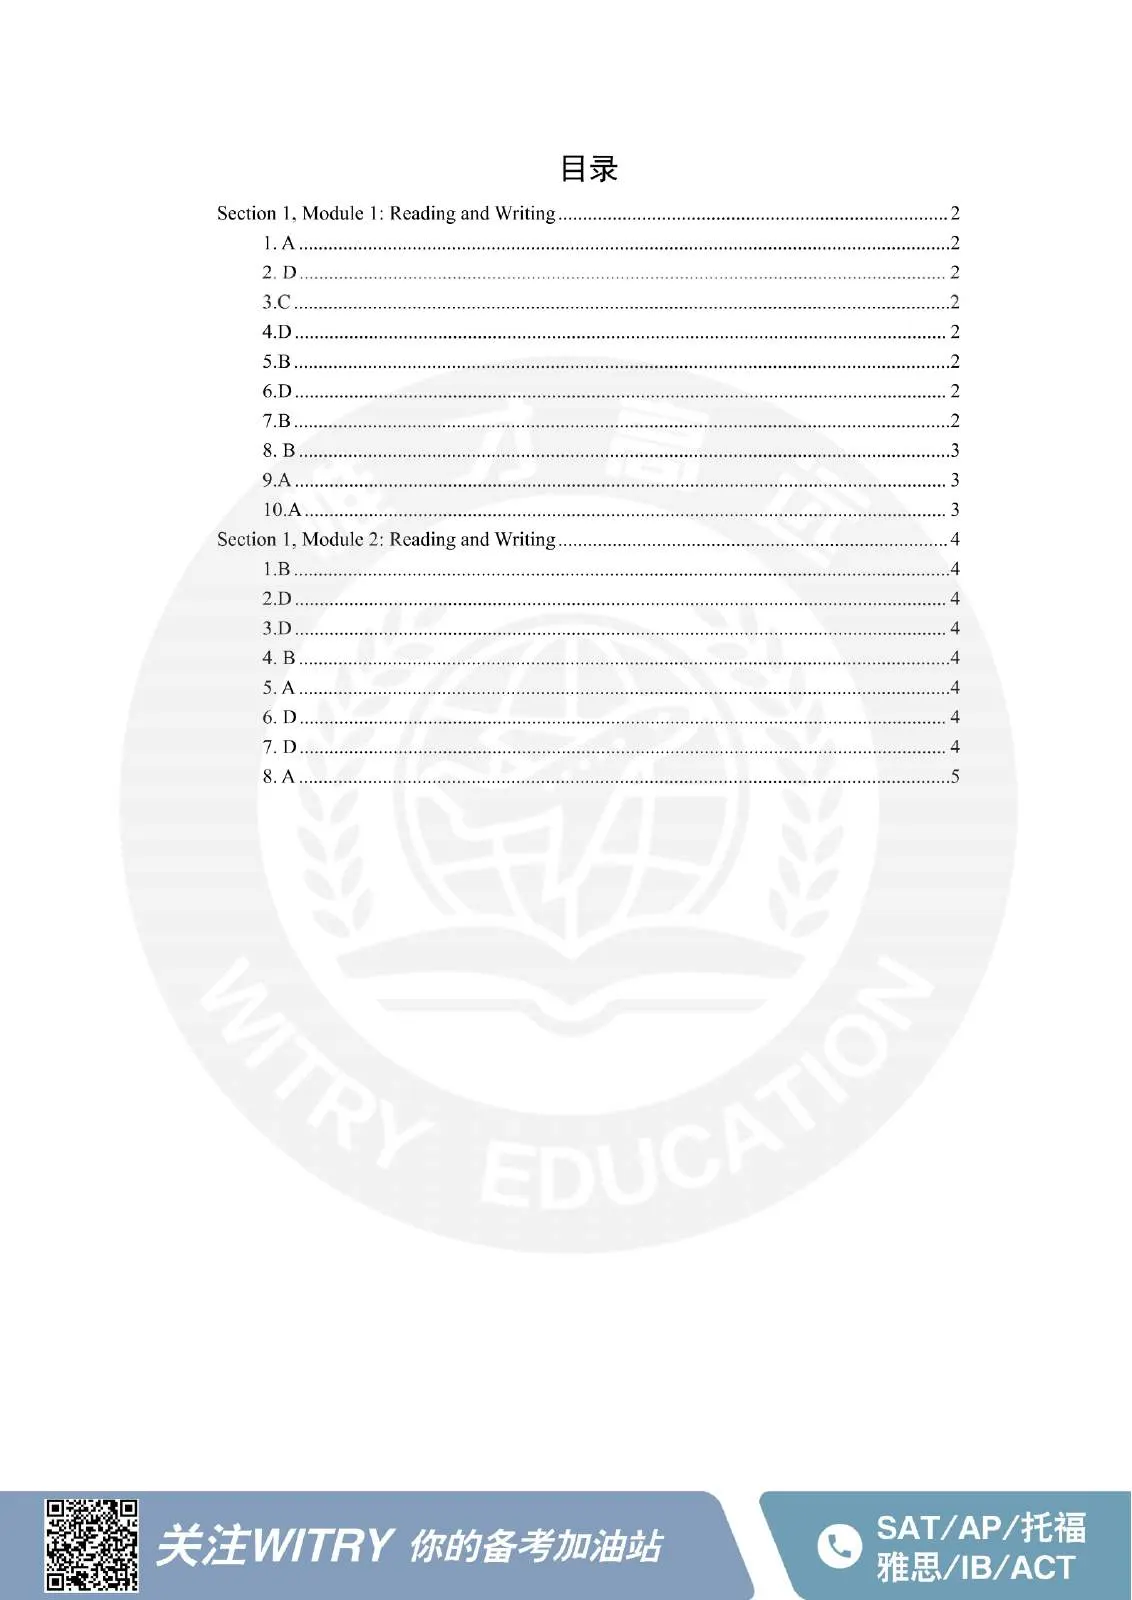 目录
Section 1, Module 1: Reading and Writing 2
1. A 2
2. D 2
3.C 2
4.D 2
5.B 2
6.D 2
7.B 2
8. B 3
9.A 3
10.A 3
Section 1, Module 2: Reading and Writing 4
1.B 4
2.D 4
3.D 4
4. B 4
5. A 4
6. D 4
7. D 4
8. A 5
唯才高远
WITRY EDUCATION
关注WITRY 你的备考加油站
SAT/AP/托福
雅思/IB/ACT